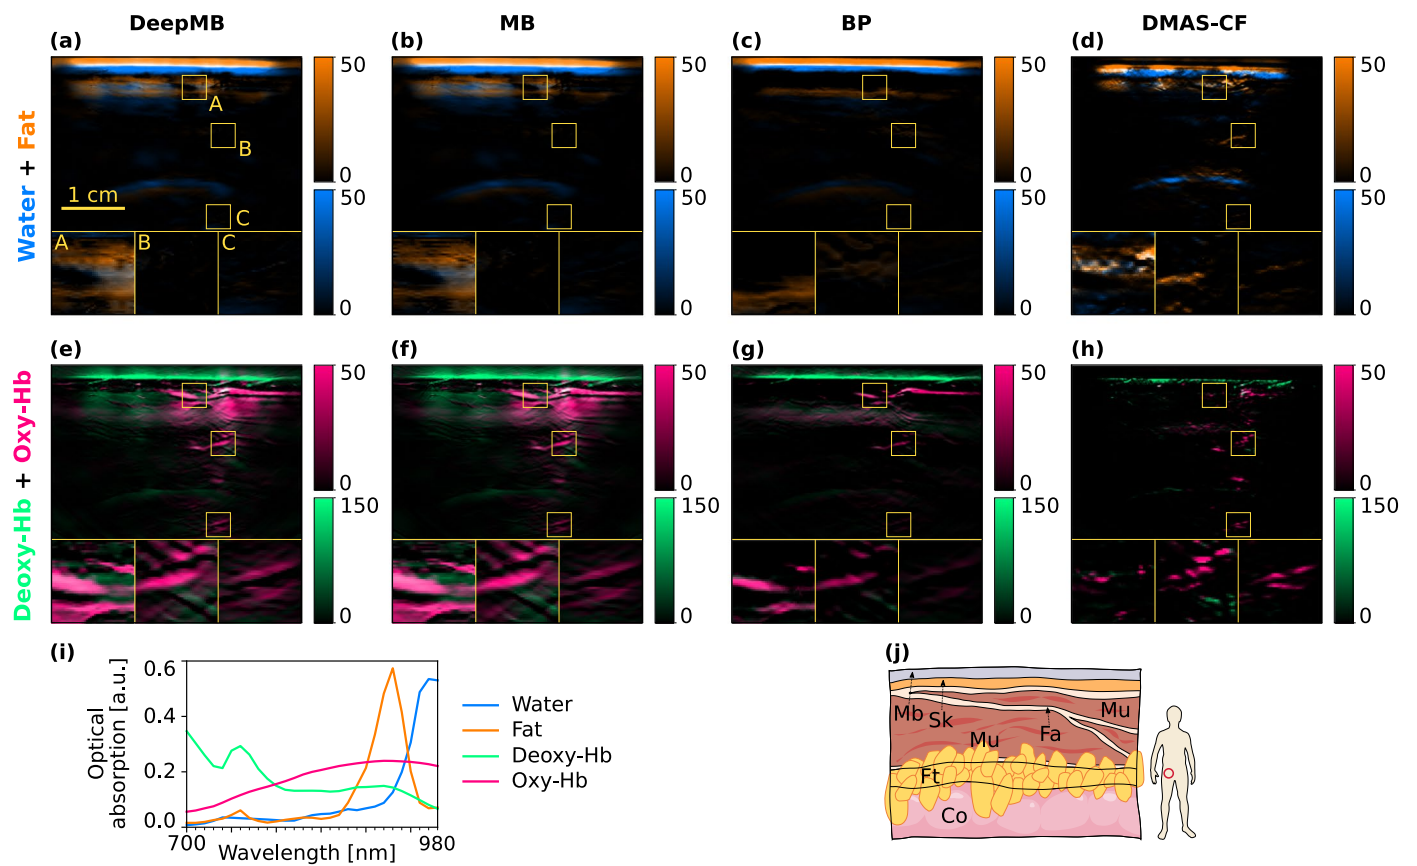 DeepMB
MB
BP
DMAS-CF
(a)
(b)
(c)
(d)
Water + Fat
A
B
C
1 cm
A
B
C
50
0
50
0
50
0
50
0
50
0
50
0
50
0
50
0
(e)
(f)
(g)
(h)
Deoxy-Hb + Oxy-Hb
50
0
150
0
50
0
150
0
50
0
150
0
50
0
150
0
(i)
Optical
absorption [a.u.]
0.6
0.4
0.2
0.0
700
980
Wavelength [nm]
Water
Fat
Deoxy-Hb
Oxy-Hb
(j)
Mb
Sk
Mu
Fa
Mu
Ft
Co